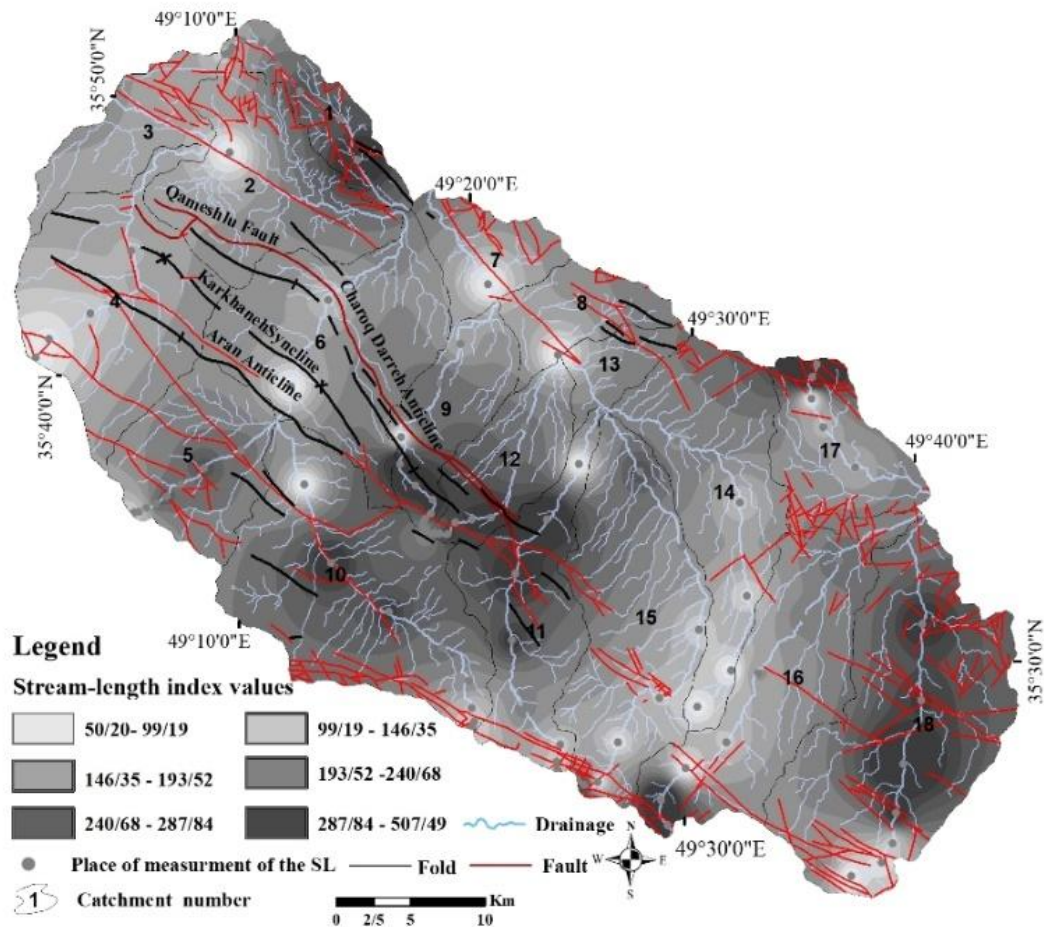 49°10'0"E
35°50'0"N
1
3
2
49°20'0"E
Qameshlu Fault
7
Karkhaneh Syncline
Charoq Darreh Anticline
4
Aran Anticline
6
8
49°30'0"E
13
35°40'0"N
9
17
49°40'0"E
5
12
14
10
49°10'0"E
11
15
16
35°30'0"N
18
Legend
Stream-length index values
50/20- 99/19
99/19 - 146/35
146/35 - 193/52
193/52 -240/68
240/68 - 287/84
287/84 - 507/49
Drainage
N
W E
S
49°30'0"E
Place of measurment of the SL
Fold
Fault
1
Catchment number
Km
0 2/5 5 10